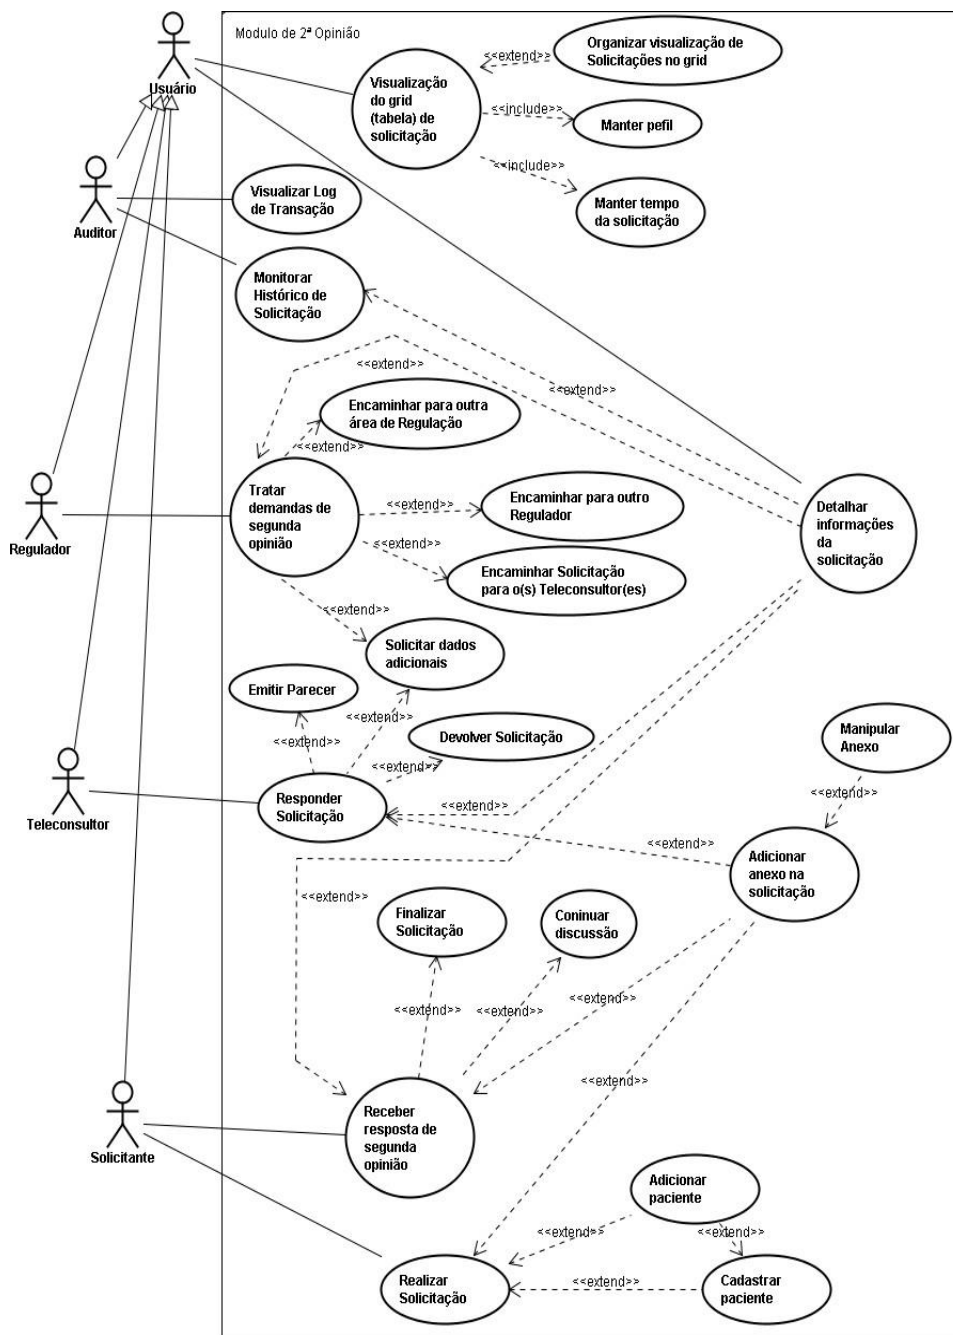 Modulo de 2ª Opinião
Usuário
Visualização
do grid
(tabela) de
solicitação
<<extend>>
Organizar visualização de
Solicitações no grid
<<include>>
Manter pefil
<<include>>
Manter tempo
da solicitação
Auditor
Visualizar Log
de Transação
Monitorar
Histórico de
Solicitação
<<extend>>
<<extend>>
Encaminhar para outra
área de Regulação
<<extend>>
Regulador
Tratar
demandas de
segunda
opinião
<<extend>>
Encaminhar para outro
Regulador
<<extend>>
Encaminhar Solicitação
para o(s) Teleconsultor(es)
Detalhar
informações
da
solicitação
<<extend>>
Solicitar dados
adicionais
Emitir Parecer
<<extend>>
<<extend>>
Devolver Solicitação
<<extend>>
Manipular
Anexo
<<extend>>
Teleconsultor
Responder
Solicitação
<<extend>>
<<extend>>
Adicionar
anexo na
solicitação
<<extend>>
Finalizar
Solicitação
Coninuar
discussão
<<extend>>
<<extend>>
<<extend>>
<<extend>>
Solicitante
Receber
resposta de
segunda
opinião
Adicionar
paciente
<<extend>>
<<extend>>
Realizar
Solicitação
<<extend>>
Cadastrar
paciente